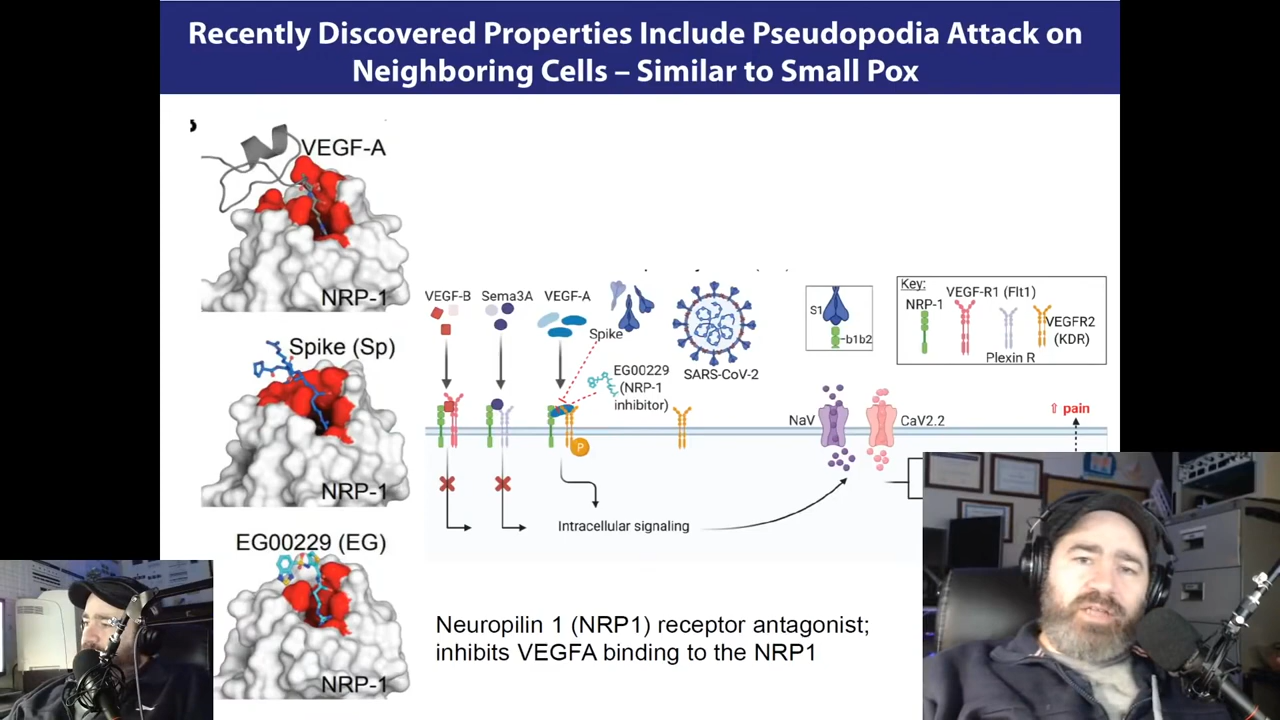 Recently Discovered Properties Include Pseudopodia Attack on
Neighboring Cells – Similar to Small Pox
VEGF-A
NRP-1
Spike (Sp)
NRP-1
EG00229 (EG)
NRP-1
VEGF-B
Sema3A
VEGF-A
Spike
EG00229
(NRP-1
inhibitor)
SARS-CoV-2
S1
b1b2
Key:
NRP-1
VEGF-R1 (Flt1)
Plexin R
VEGFR2
(KDR)
P
NaV
CaV2.2
⇧ pain
Intracellular signaling
Neuropilin 1 (NRP1) receptor antagonist;
inhibits VEGFA binding to the NRP1